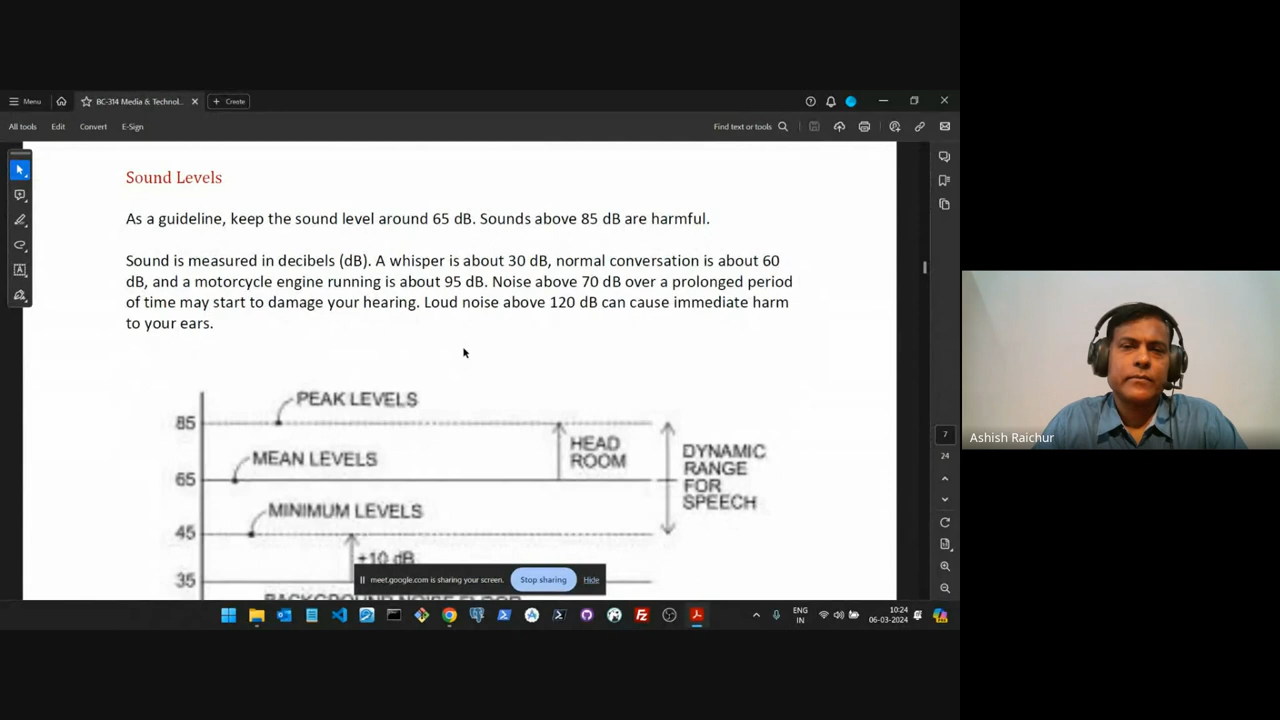 Menu
BC-314 Media & Technol...
Create
All tools
Edit
Convert
E-Sign
Find text or tools
Sound Levels
As a guideline, keep the sound level around 65 dB. Sounds above 85 dB are harmful.
Sound is measured in decibels (dB). A whisper is about 30 dB, normal conversation is about 60
dB, and a motorcycle engine running is about 95 dB. Noise above 70 dB over a prolonged period
of time may start to damage your hearing. Loud noise above 120 dB can cause immediate harm
to your ears.
PEAK LEVELS
85
HEAD
ROOM
MEAN LEVELS
DYNAMIC
RANGE
FOR
SPEECH
65
MINIMUM LEVELS
45
+10 dB
35
BACKGROUND NOISE FLOOR
meet.google.com is sharing your screen.
Stop sharing
Hide
7
24
ENG
IN
10:24
06-03-2024
Ashish Raichur